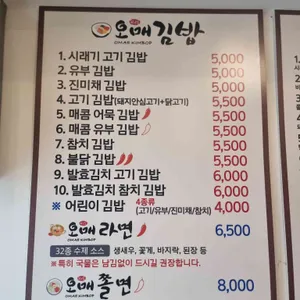 오매김밥
OMAE KIMBOP
1. 시래기 고기 김밥 5,000
2. 유부 김밥 5,000
3. 진미채 김밥 5,000
4. 고기 김밥(돼지안심고기+닭고기) 5,500
5. 매콤 어묵 김밥 5,500
6. 매콤 유부 김밥 5,500
7. 참치 김밥 5,500
8. 불닭 김밥 5,500
9. 발효김치 고기 김밥 6,000
10. 발효김치 참치 김밥 6,000
※ 어린이 김밥 4종류 (고기/유부/진미채/참치) 4,000
오매라면 6,500
OMAE KIMBOP
32종 수제 소스 생새우, 꽃게, 바지락, 된장 등
※ 특히 국물은 남김없이 드시길 권장합니다.
오매쫄면 8,000
OMAE KIMBOP